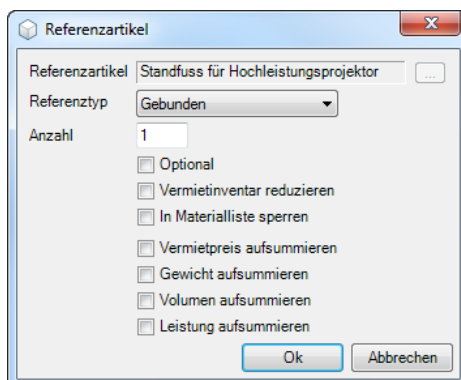 Referenzartikel
Referenzartikel Standfuss für Hochleistungsprojektor ...
Referenztyp Gebunden
Anzahl 1
Optional
Vermietinventar reduzieren
In Materialliste sperren
Vermietpreis aufsummieren
Gewicht aufsummieren
Volumen aufsummieren
Leistung aufsummieren
Ok Abbrechen